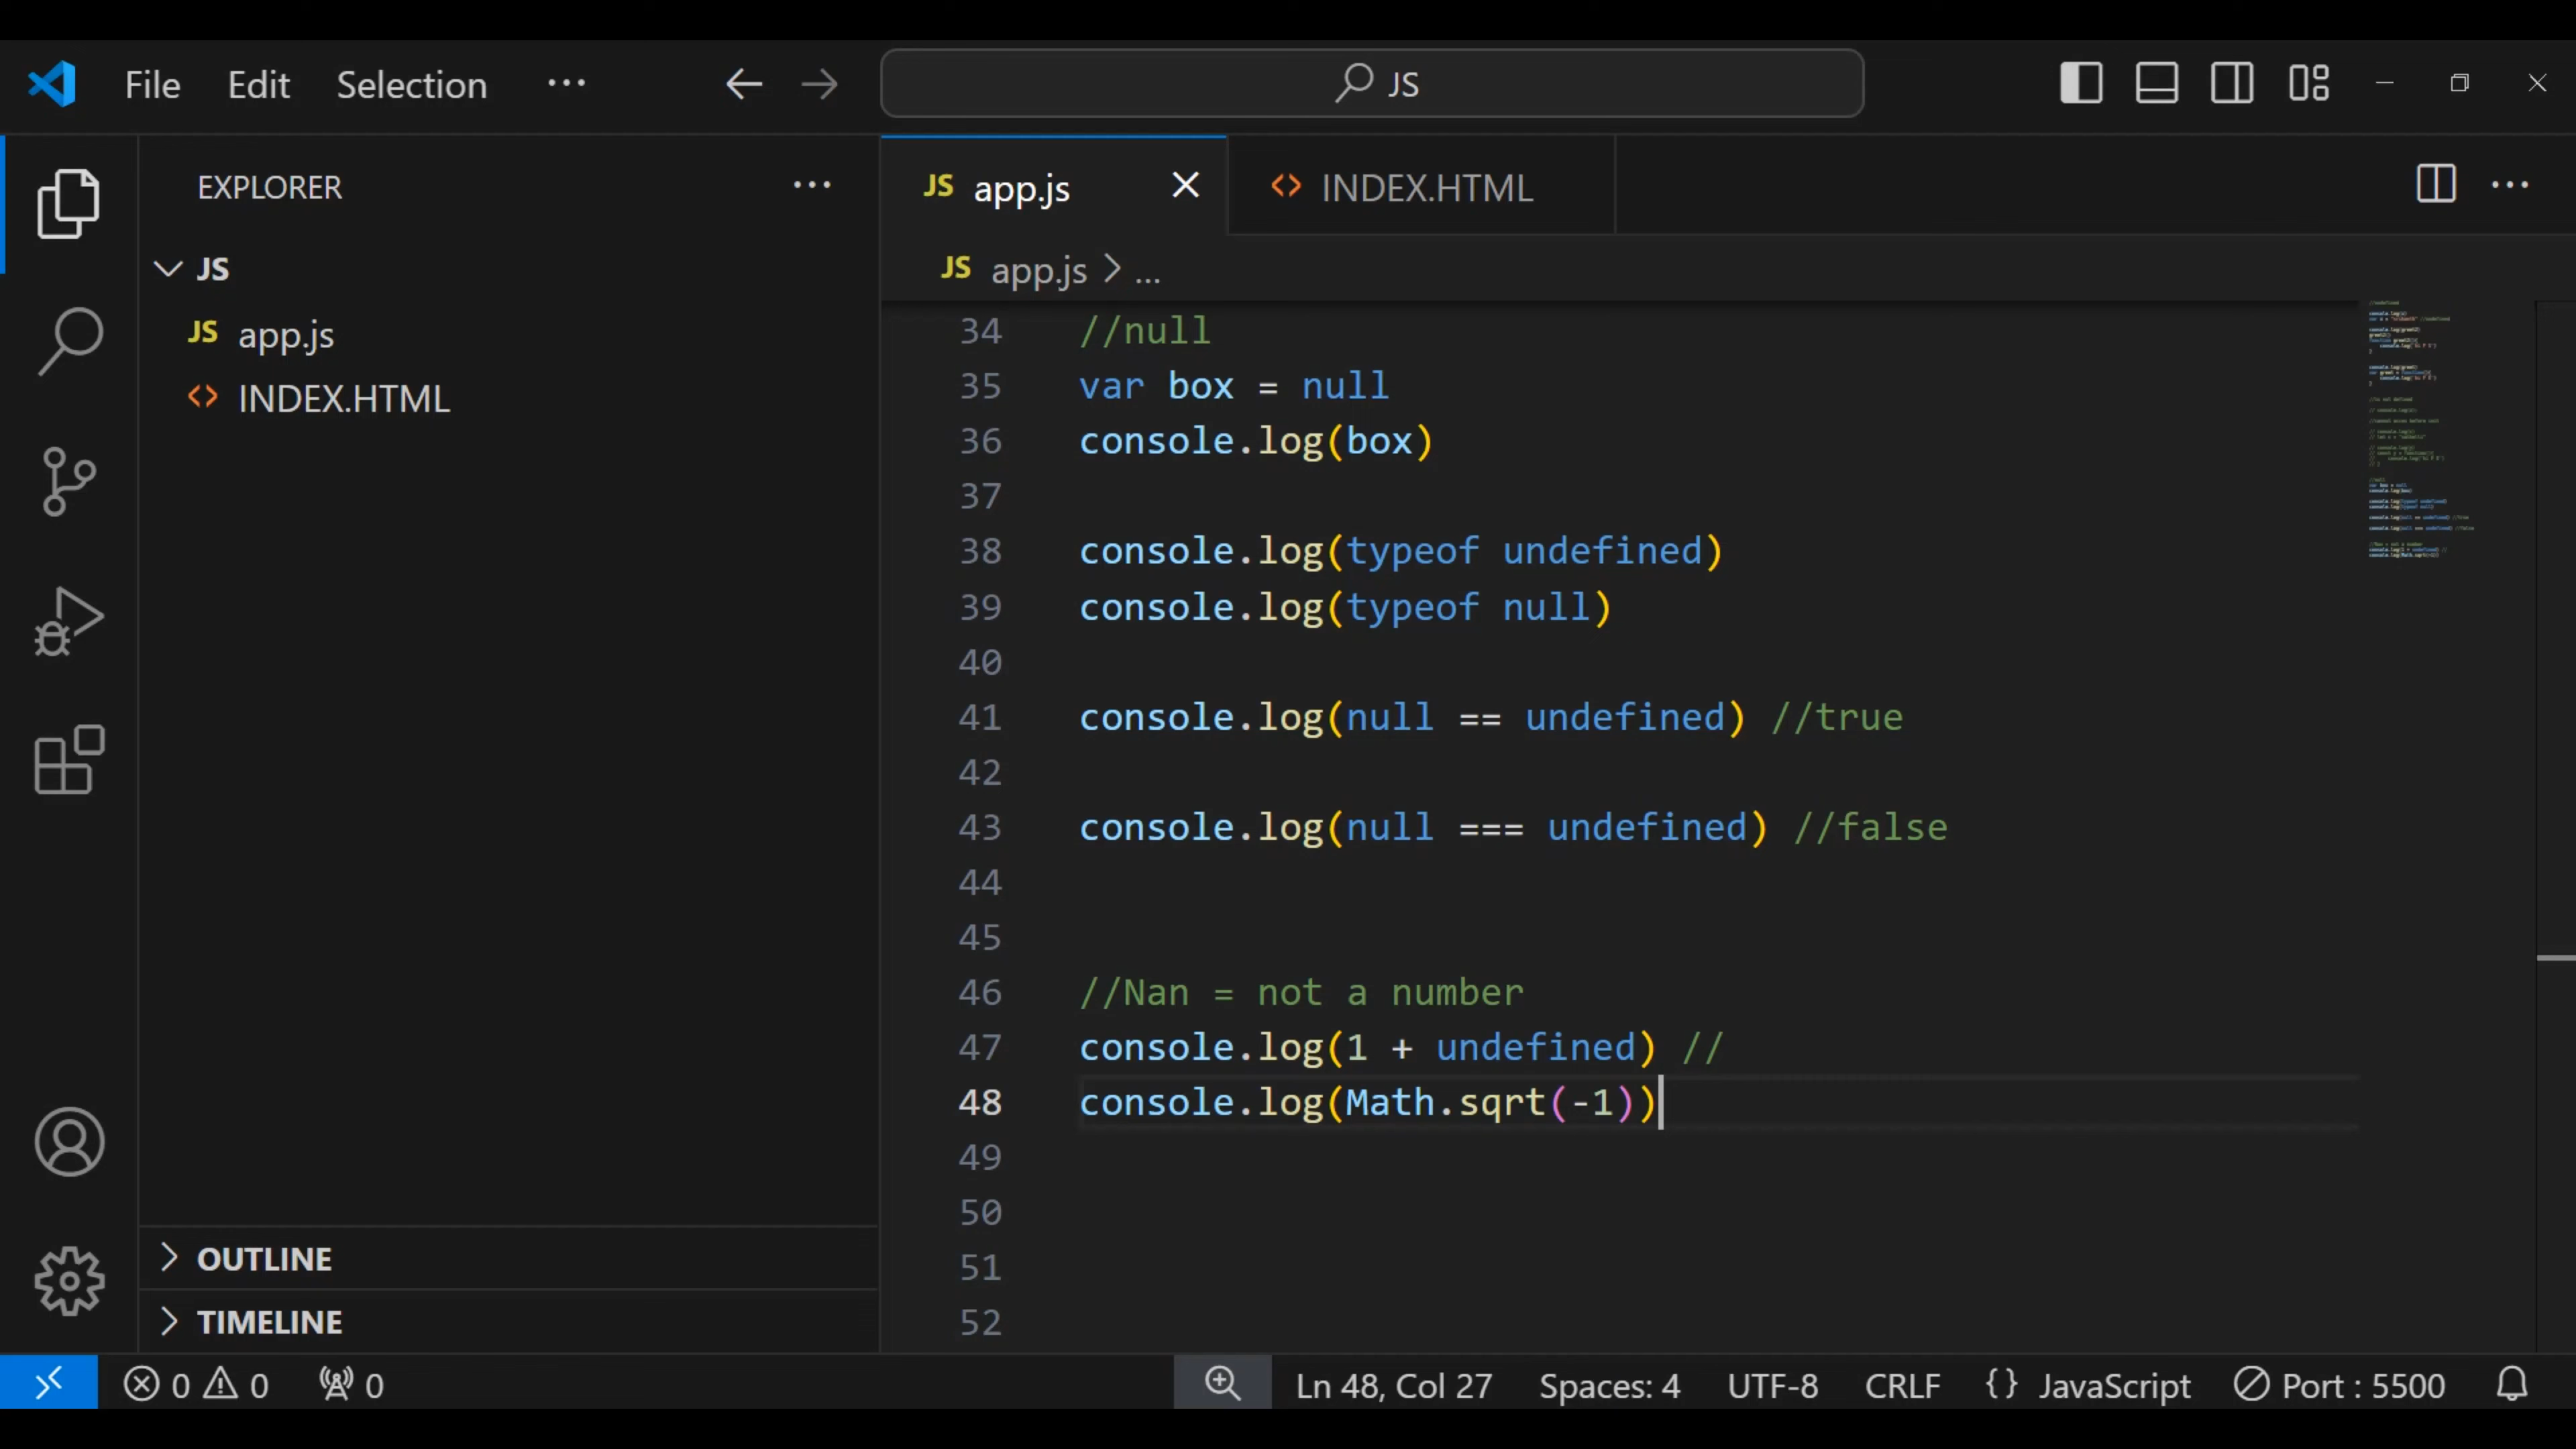 File Edit Selection ··· JS
EXPLORER ···
JS app.js INDEX.HTML ···
JS
JS app.js > ...
JS app.js
INDEX.HTML
34 //null
35 var box = null
36 console.log(box)
37
38 console.log(typeof undefined)
39 console.log(typeof null)
40
41 console.log(null == undefined) //true
42
43 console.log(null === undefined) //false
44
45
46 //Nan = not a number
47 console.log(1 + undefined) //
48 console.log(Math.sqrt(-1))
49
50
51
52
OUTLINE
TIMELINE
0 0 0 Ln 48, Col 27 Spaces: 4 UTF-8 CRLF {} JavaScript Port : 5500